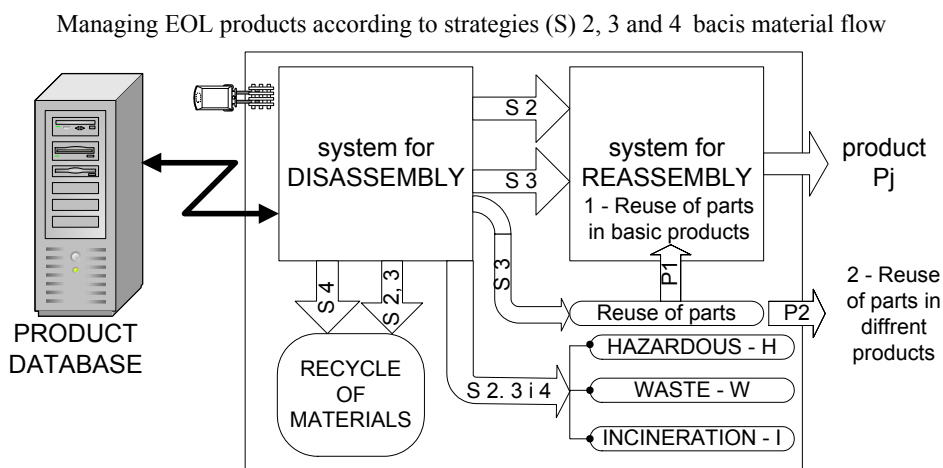 Managing EOL products according to strategies (S) 2, 3 and 4 bacis material flow
system for
DISASSEMBLY
S 2
S 3
system for
REASSEMBLY
1 - Reuse of parts
in basic products
product
Pj
PRODUCT
DATABASE
S 4
S 2, 3
S 3
P1
Reuse of parts
P2
2 - Reuse
of parts in
diffrent
products
RECYCLE
OF
MATERIALS
S 2. 3 i 4
HAZARDOUS - H
WASTE - W
INCINERATION - I